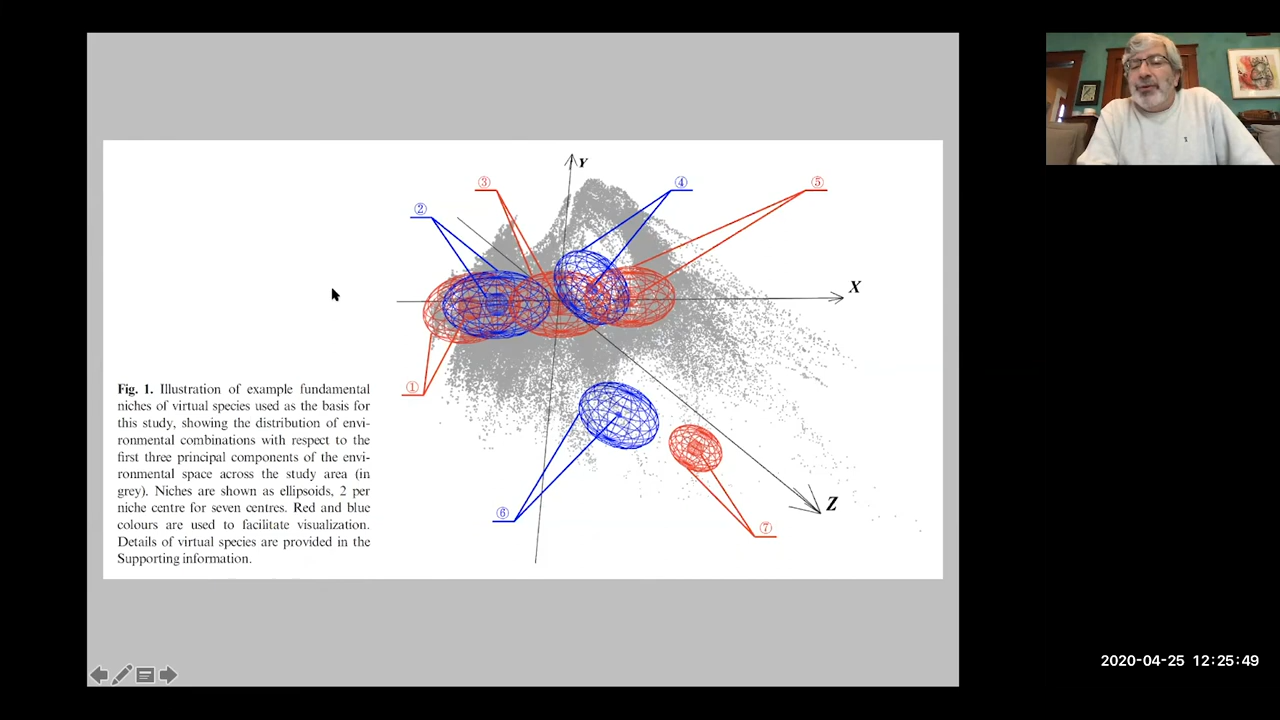 Y
③
④
⑤
②
X
①
Fig. 1. Illustration of example fundamental
niches of virtual species used as the basis for
this study, showing the distribution of envi-
ronmental combinations with respect to the
first three principal components of the envi-
ronmental space across the study area (in
grey). Niches are shown as ellipsoids, 2 per
niche centre for seven centres. Red and blue
colours are used to facilitate visualization.
Details of virtual species are provided in the
Supporting information.
Z
⑥
⑦
2020-04-25 12:25:49